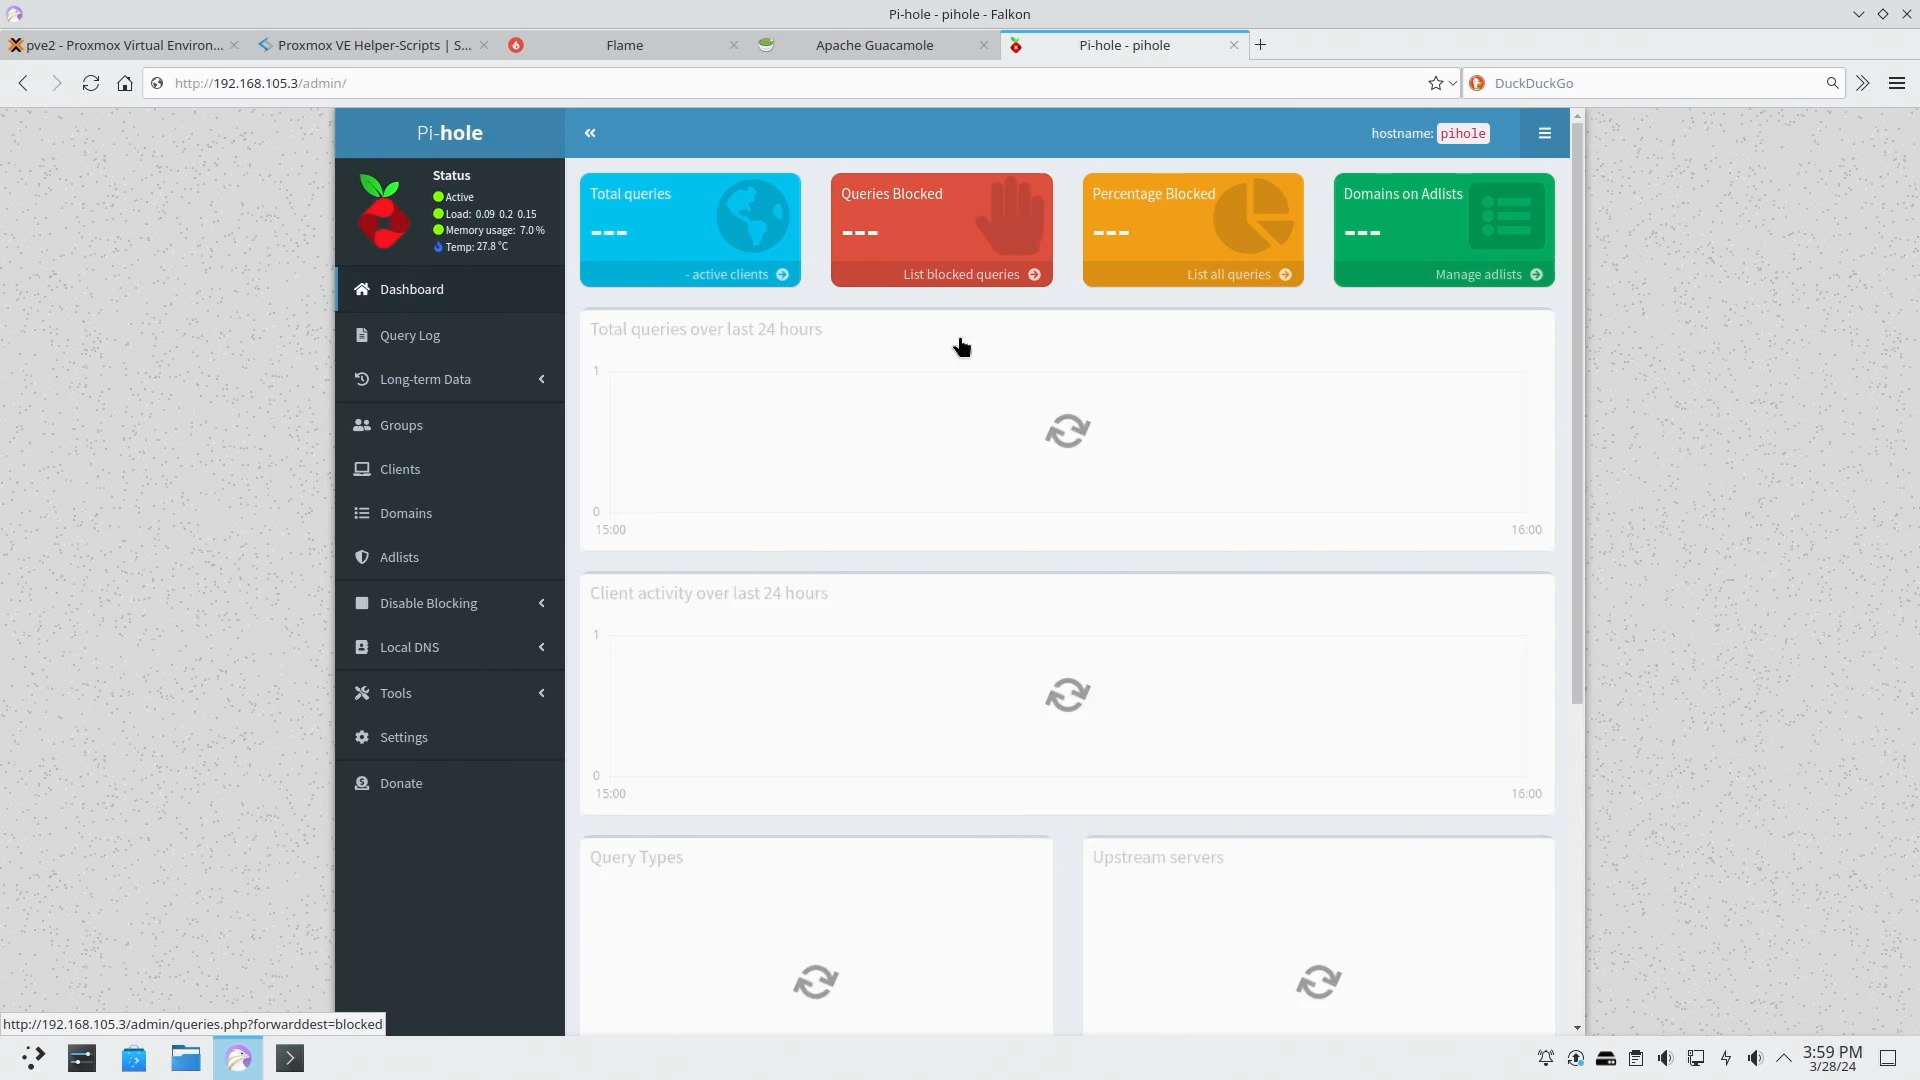 Pi-hole - pihole - Falkon
pve2 - Proxmox Virtual Environ...
Proxmox VE Helper-Scripts | S...
Flame
Apache Guacamole
Pi-hole - pihole
http://192.168.105.3/admin/
DuckDuckGo
Pi-hole
hostname: pihole
Status
Active
Load: 0.09 0.2 0.15
Memory usage: 7.0 %
Temp: 27.8 °C
Dashboard
Query Log
Long-term Data
Groups
Clients
Domains
Adlists
Disable Blocking
Local DNS
Tools
Settings
Donate
Total queries
---
- active clients
Queries Blocked
---
List blocked queries
Percentage Blocked
---
List all queries
Domains on Adlists
---
Manage adlists
Total queries over last 24 hours
1
0
15:00 16:00
Client activity over last 24 hours
1
0
15:00 16:00
Query Types
Upstream servers
http://192.168.105.3/admin/queries.php?forwarddest=blocked
3:59 PM
3/28/24